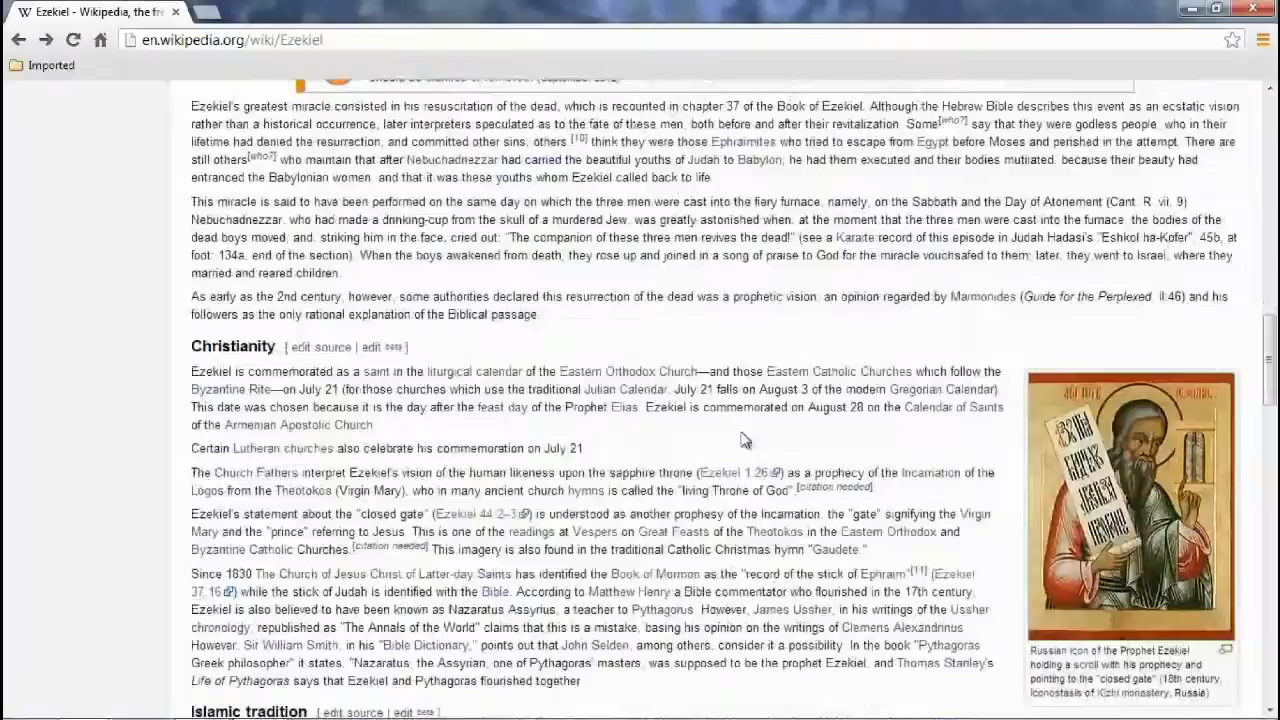 Ezekiel - Wikipedia, the fre
en.wikipedia.org/wiki/Ezekiel
Imported
Ezekiel's greatest miracle consisted in his resuscitation of the dead, which is recounted in chapter 37 of the Book of Ezekiel. Although the Hebrew Bible describes this event as an ecstatic vision
rather than a historical occurrence, later interpreters speculated as to the fate of these men, both before and after their revitalization. Some[who?] say that they were godless people, who in their
lifetime had denied the resurrection, and committed other sins; others [10] think they were those Ephraimites who tried to escape from Egypt before Moses and perished in the attempt. There are
still others[who?] who maintain that after Nebuchadnezzar had carried the beautiful youths of Judah to Babylon, he had them executed and their bodies mutilated, because their beauty had
entranced the Babylonian women, and that it was these youths whom Ezekiel called back to life.
This miracle is said to have been performed on the same day on which the three men were cast into the fiery furnace, namely, on the Sabbath and the Day of Atonement (Cant. R. vii. 9)
Nebuchadnezzar, who had made a drinking-cup from the skull of a murdered Jew, was greatly astonished when, at the moment that the three men were cast into the furnace, the bodies of the
dead boys moved, and, striking him in the face, cried out: "The companion of these three men revives the dead!" (see a Karaite record of this episode in Judah Hadasi's "Eshkol ha-Kofer", 45b, at
foot; 134a, end of the section). When the boys awakened from death, they rose up and joined in a song of praise to God for the miracle vouchsafed to them; later, they went to Israel, where they
married and reared children.
As early as the 2nd century, however, some authorities declared this resurrection of the dead was a prophetic vision: an opinion regarded by Maimonides (Guide for the Perplexed, II:46) and his
followers as the only rational explanation of the Biblical passage.
Christianity [ edit source | edit beta ]
Ezekiel is commemorated as a saint in the liturgical calendar of the Eastern Orthodox Church—and those Eastern Catholic Churches which follow the
Byzantine Rite—on July 21 (for those churches which use the traditional Julian Calendar, July 21 falls on August 3 of the modern Gregorian Calendar)
This date was chosen because it is the day after the feast day of the Prophet Elias. Ezekiel is commemorated on August 28 on the Calendar of Saints
of the Armenian Apostolic Church.
Certain Lutheran churches also celebrate his commemoration on July 21
The Church Fathers interpret Ezekiel's vision of the human likeness upon the sapphire throne (Ezekiel 1:26) as a prophecy of the Incarnation of the
Logos from the Theotokos (Virgin Mary), who in many ancient church hymns is called the "living Throne of God".[citation needed]
Ezekiel's statement about the "closed gate" (Ezekiel 44:2–3) is understood as another prophesy of the Incarnation, the "gate" signifying the Virgin
Mary and the "prince" referring to Jesus. This is one of the readings at Vespers on Great Feasts of the Theotokos in the Eastern Orthodox and
Byzantine Catholic Churches.[citation needed] This imagery is also found in the traditional Catholic Christmas hymn "Gaudete."
Since 1830 The Church of Jesus Christ of Latter-day Saints has identified the Book of Mormon as the "record of the stick of Ephraim"[11] (Ezekiel
37:16) while the stick of Judah is identified with the Bible. According to Matthew Henry a Bible commentator who flourished in the 17th century,
Ezekiel is also believed to have been known as Nazaratus Assyrius, a teacher to Pythagorus. However, James Ussher, in his writings of the Ussher
chronology, republished as "The Annals of the World" claims that this is a mistake, basing his opinion on the writings of Clemens Alexandrinus
However, Sir William Smith, in his "Bible Dictionary," points out that John Selden, among others, consider it a possibility. In the book "Pythagoras
Greek philosopher" it states, "Nazaratus, the Assyrian, one of Pythagoras' masters, was supposed to be the prophet Ezekiel, and Thomas Stanley's
Life of Pythagoras says that Ezekiel and Pythagoras flourished together
Russian icon of the Prophet Ezekiel
holding a scroll with his prophecy and
pointing to the "closed gate" (18th century,
Iconostasis of Kizhi monastery, Russia)
Islamic tradition [ edit source | edit beta ]